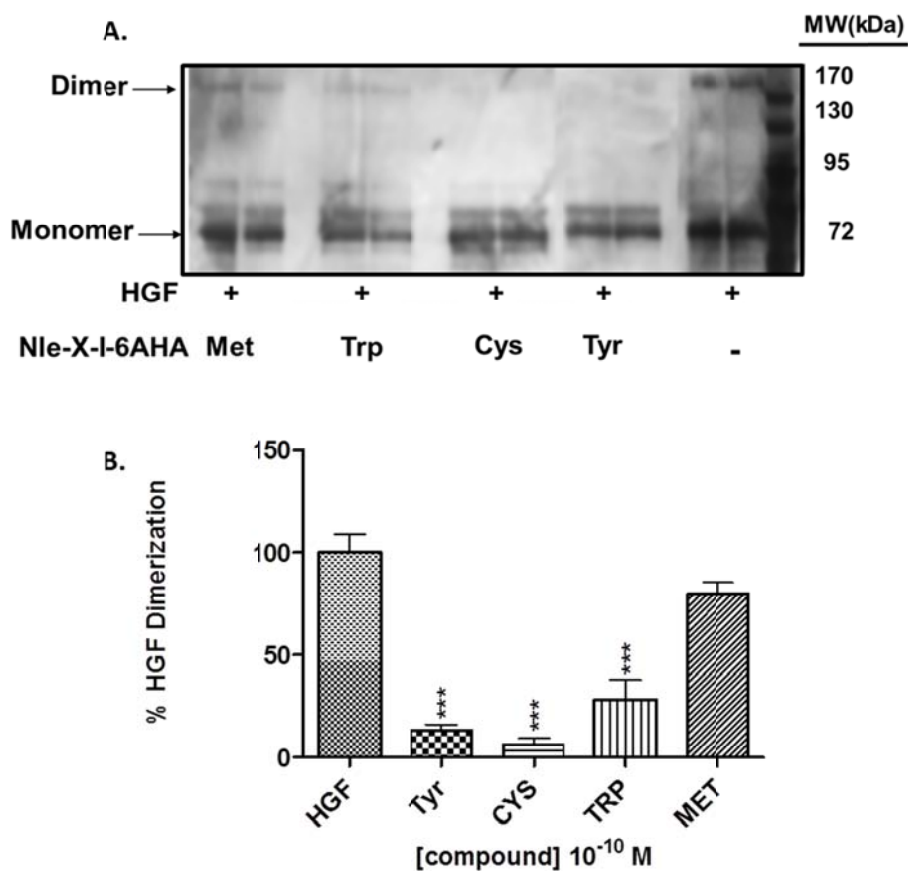 A.
MW(kDa)
Dimer
170
130
95
Monomer
72
HGF + + + + +
Nle-X-I-6AHA Met Trp Cys Tyr -
B.
% HGF Dimerization
150
100
50
0
***
***
***
HGF Tyr CYS TRP MET
[compound] 10⁻¹⁰ M